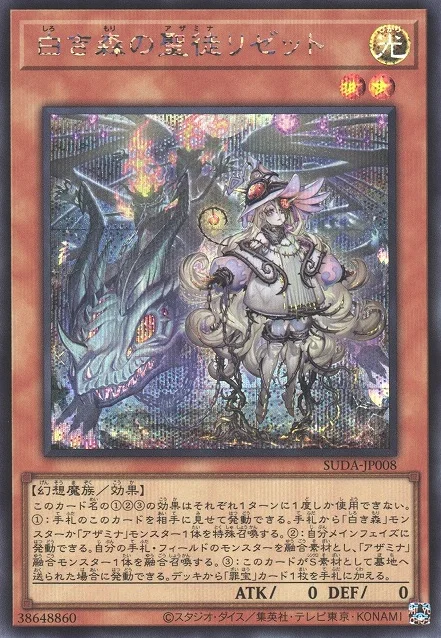 白き森の聖徒リゼット
しろ もり アザミナ
光
ひかり
SUDA-JP008
【幻想魔族／効果】
このカード名の①②③の効果はそれぞれ1ターンに1度しか使用できない。
①：手札のこのカードを相手に見せて発動できる。手札から「白き森」モン
スターか「アザミナ」モンスター1体を特殊召喚する。②：自分メインフェイズに
発動できる。自分の手札・フィールドのモンスターを融合素材とし、「アザミナ」
融合モンスター1体を融合召喚する。③：このカードがS素材として墓地へ
送られた場合に発動できる。デッキから「罪宝」カード1枚を手札に加える。
ATK/ 0 DEF/ 0
38648860 ©スタジオ・ダイス／集英社・テレビ東京・KONAMI